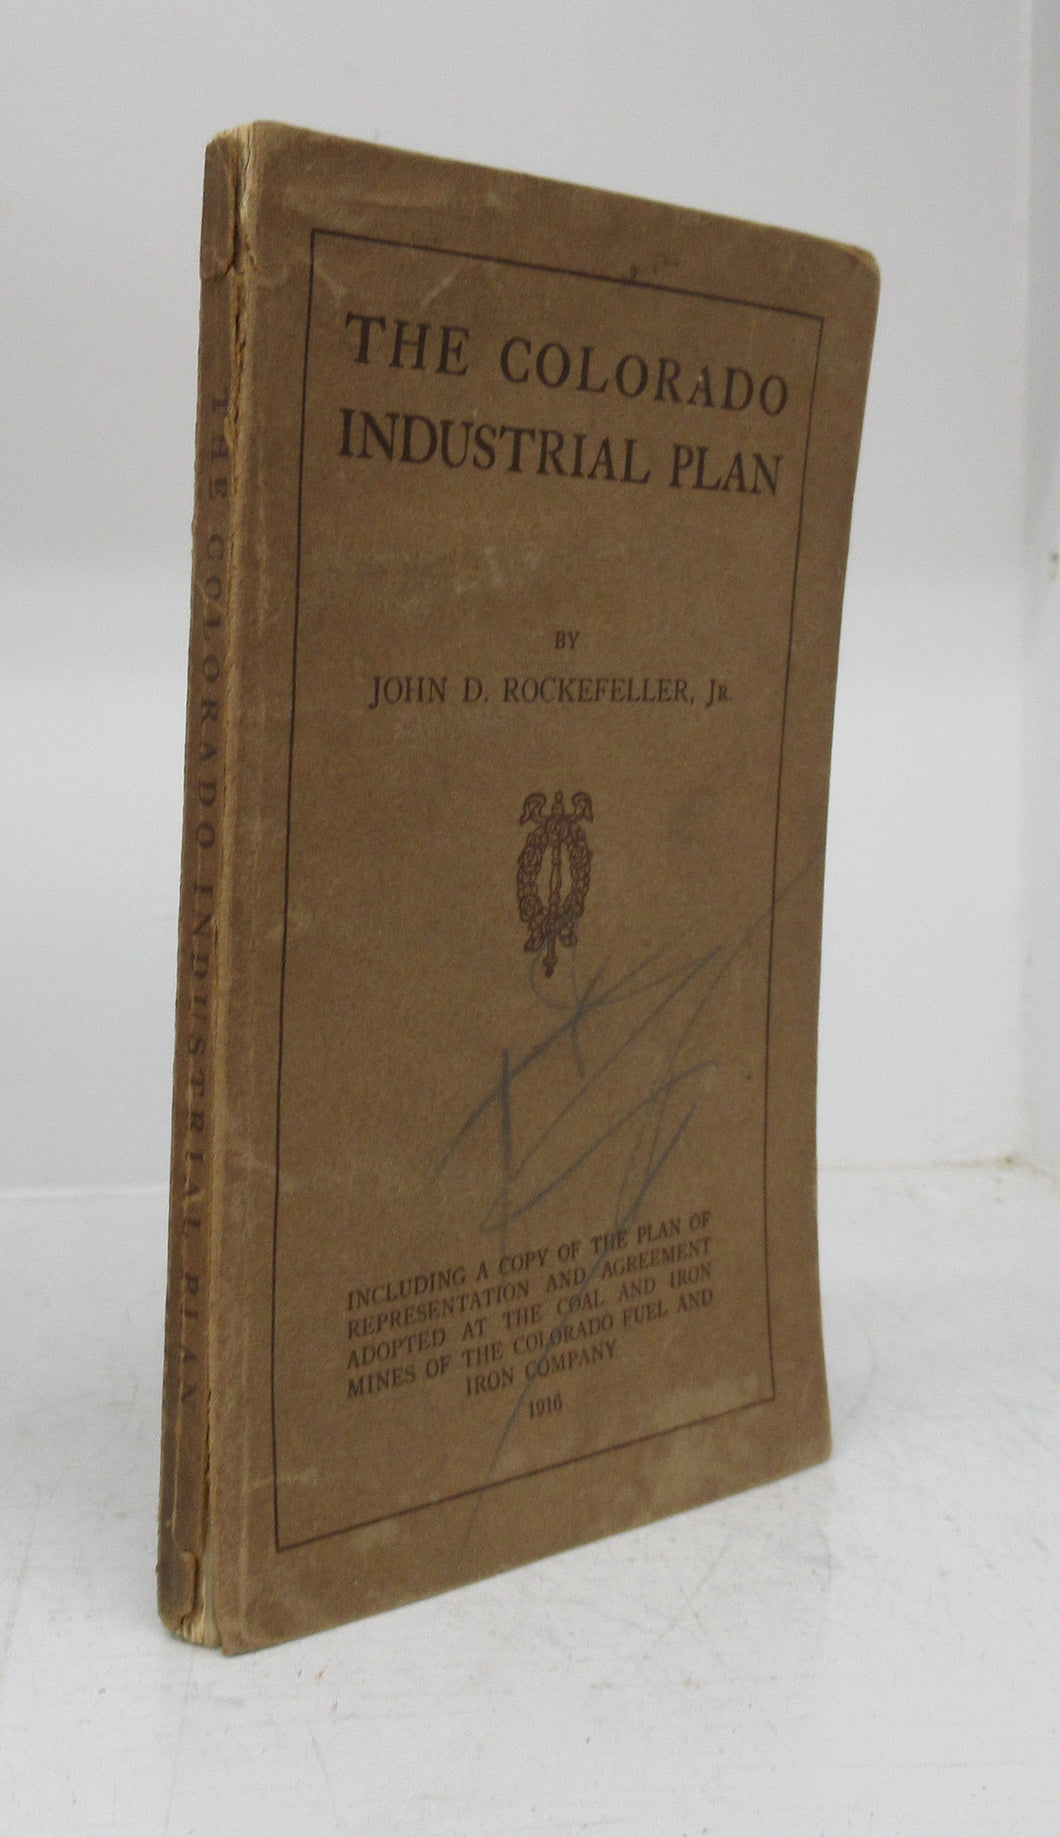 THE COLORADO
INDUSTRIAL PLAN
BY
JOHN D. ROCKEFELLER, JR.
INCLUDING A COPY OF THE PLAN OF
REPRESENTATION AND AGREEMENT
ADOPTED AT THE COAL AND IRON
MINES OF THE COLORADO FUEL AND
IRON COMPANY
1916
THE COLORADO INDUSTRIAL PLAN